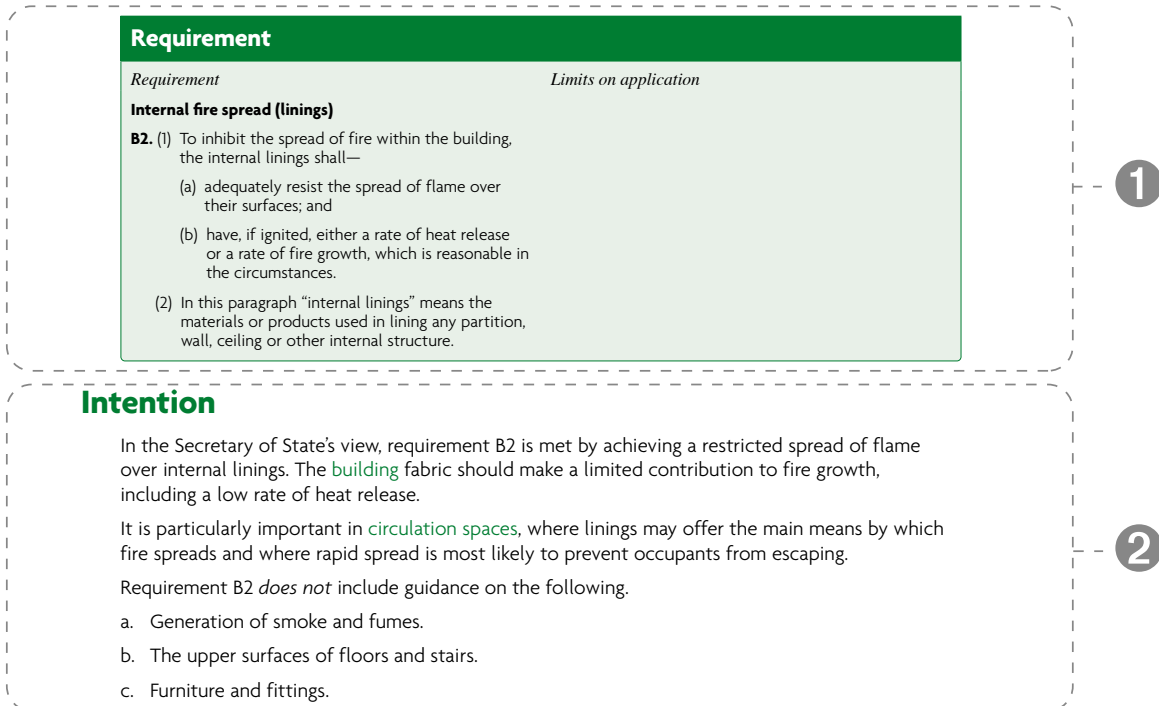 Requirement
Requirement Limits on application
Internal fire spread (linings)
B2. (1) To inhibit the spread of fire within the building,
the internal linings shall—
(a) adequately resist the spread of flame over
their surfaces; and
(b) have, if ignited, either a rate of heat release
or a rate of fire growth, which is reasonable in
the circumstances.
(2) In this paragraph “internal linings” means the
materials or products used in lining any partition,
wall, ceiling or other internal structure.
1
Intention
In the Secretary of State’s view, requirement B2 is met by achieving a restricted spread of flame
over internal linings. The building fabric should make a limited contribution to fire growth,
including a low rate of heat release.
It is particularly important in circulation spaces, where linings may offer the main means by which
fire spreads and where rapid spread is most likely to prevent occupants from escaping.
Requirement B2 does not include guidance on the following.
a. Generation of smoke and fumes.
b. The upper surfaces of floors and stairs.
c. Furniture and fittings.
2